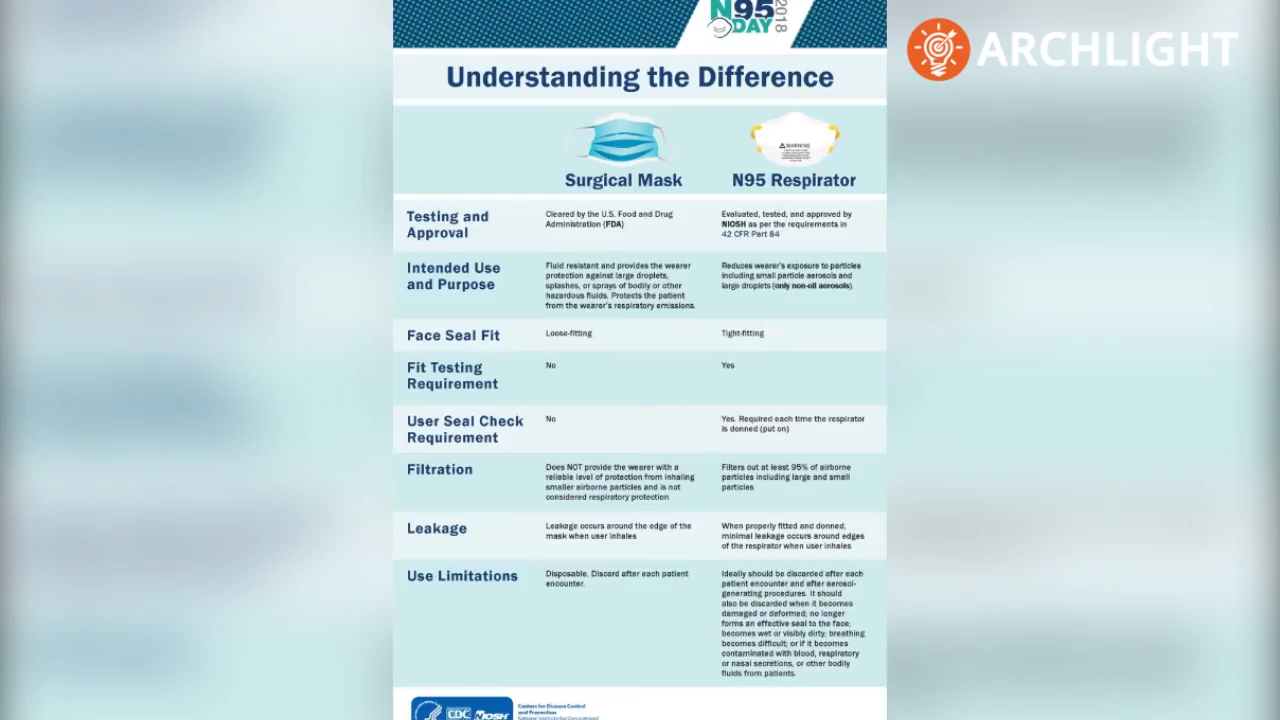 N95
DAY
2018
ARCHLIGHT
Understanding the Difference
WARNING
Surgical Mask
N95 Respirator
Testing and
Approval
Cleared by the U.S. Food and Drug
Administration (FDA)
Evaluated, tested, and approved by
NIOSH as per the requirements in
42 CFR Part 84
Intended Use
and Purpose
Fluid resistant and provides the wearer
protection against large droplets,
splashes, or sprays of bodily or other
hazardous fluids. Protects the patient
from the wearer's respiratory emissions.
Reduces wearer's exposure to particles
including small particle aerosols and
large droplets (only non-oil aerosols).
Face Seal Fit
Loose-fitting
Tight-fitting
Fit Testing
Requirement
No
Yes
User Seal Check
Requirement
No
Yes. Required each time the respirator
is donned (put on)
Filtration
Does NOT provide the wearer with a
reliable level of protection from inhaling
smaller airborne particles and is not
considered respiratory protection
Filters out at least 95% of airborne
particles including large and small
particles
Leakage
Leakage occurs around the edge of the
mask when user inhales
When properly fitted and donned,
minimal leakage occurs around edges
of the respirator when user inhales
Use Limitations
Disposable. Discard after each patient
encounter.
Ideally should be discarded after each
patient encounter and after aerosol-
generating procedures. It should
also be discarded when it becomes
damaged or deformed; no longer
forms an effective seal to the face;
becomes wet or visibly dirty; breathing
becomes difficult; or if it becomes
contaminated with blood, respiratory
or nasal secretions, or other bodily
fluids from patients.
CDC NIOSH
Centers for Disease Control
and Prevention
National Institute for Occupational